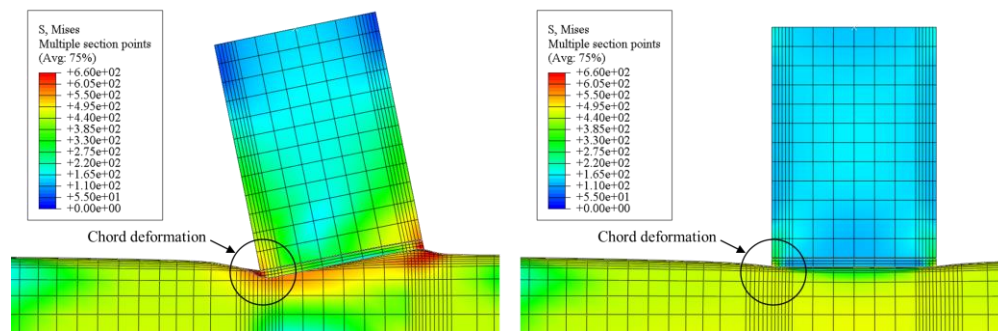 S, Mises
Multiple section points
(Avg: 75%)
+6.60e+02
+6.05e+02
+5.50e+02
+4.95e+02
+4.40e+02
+3.85e+02
+3.30e+02
+2.75e+02
+2.20e+02
+1.65e+02
+1.10e+02
+5.50e+01
+0.00e+00
Chord deformation
S, Mises
Multiple section points
(Avg: 75%)
+6.60e+02
+6.05e+02
+5.50e+02
+4.95e+02
+4.40e+02
+3.85e+02
+3.30e+02
+2.75e+02
+2.20e+02
+1.65e+02
+1.10e+02
+5.50e+01
+0.00e+00
Chord deformation